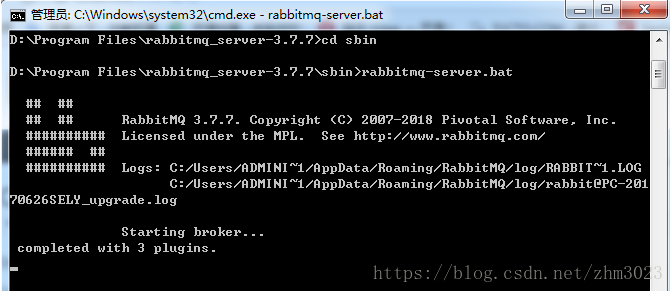 管理员: C:\Windows\system32\cmd.exe - rabbitmq-server.bat
D:\Program Files\rabbitmq_server-3.7.7>cd sbin
D:\Program Files\rabbitmq_server-3.7.7\sbin>rabbitmq-server.bat
## ##
## ## RabbitMQ 3.7.7. Copyright (C) 2007-2018 Pivotal Software, Inc.
########## Licensed under the MPL. See http://www.rabbitmq.com/
###### ##
########## Logs: C:/Users/ADMINI~1/AppData/Roaming/RabbitMQ/log/RABBIT~1.LOG
C:/Users/ADMINI~1/AppData/Roaming/RabbitMQ/log/rabbit@PC-201
70626SELY_upgrade.log
Starting broker...
completed with 3 plugins.
https://blog.csdn.net/zhm3023